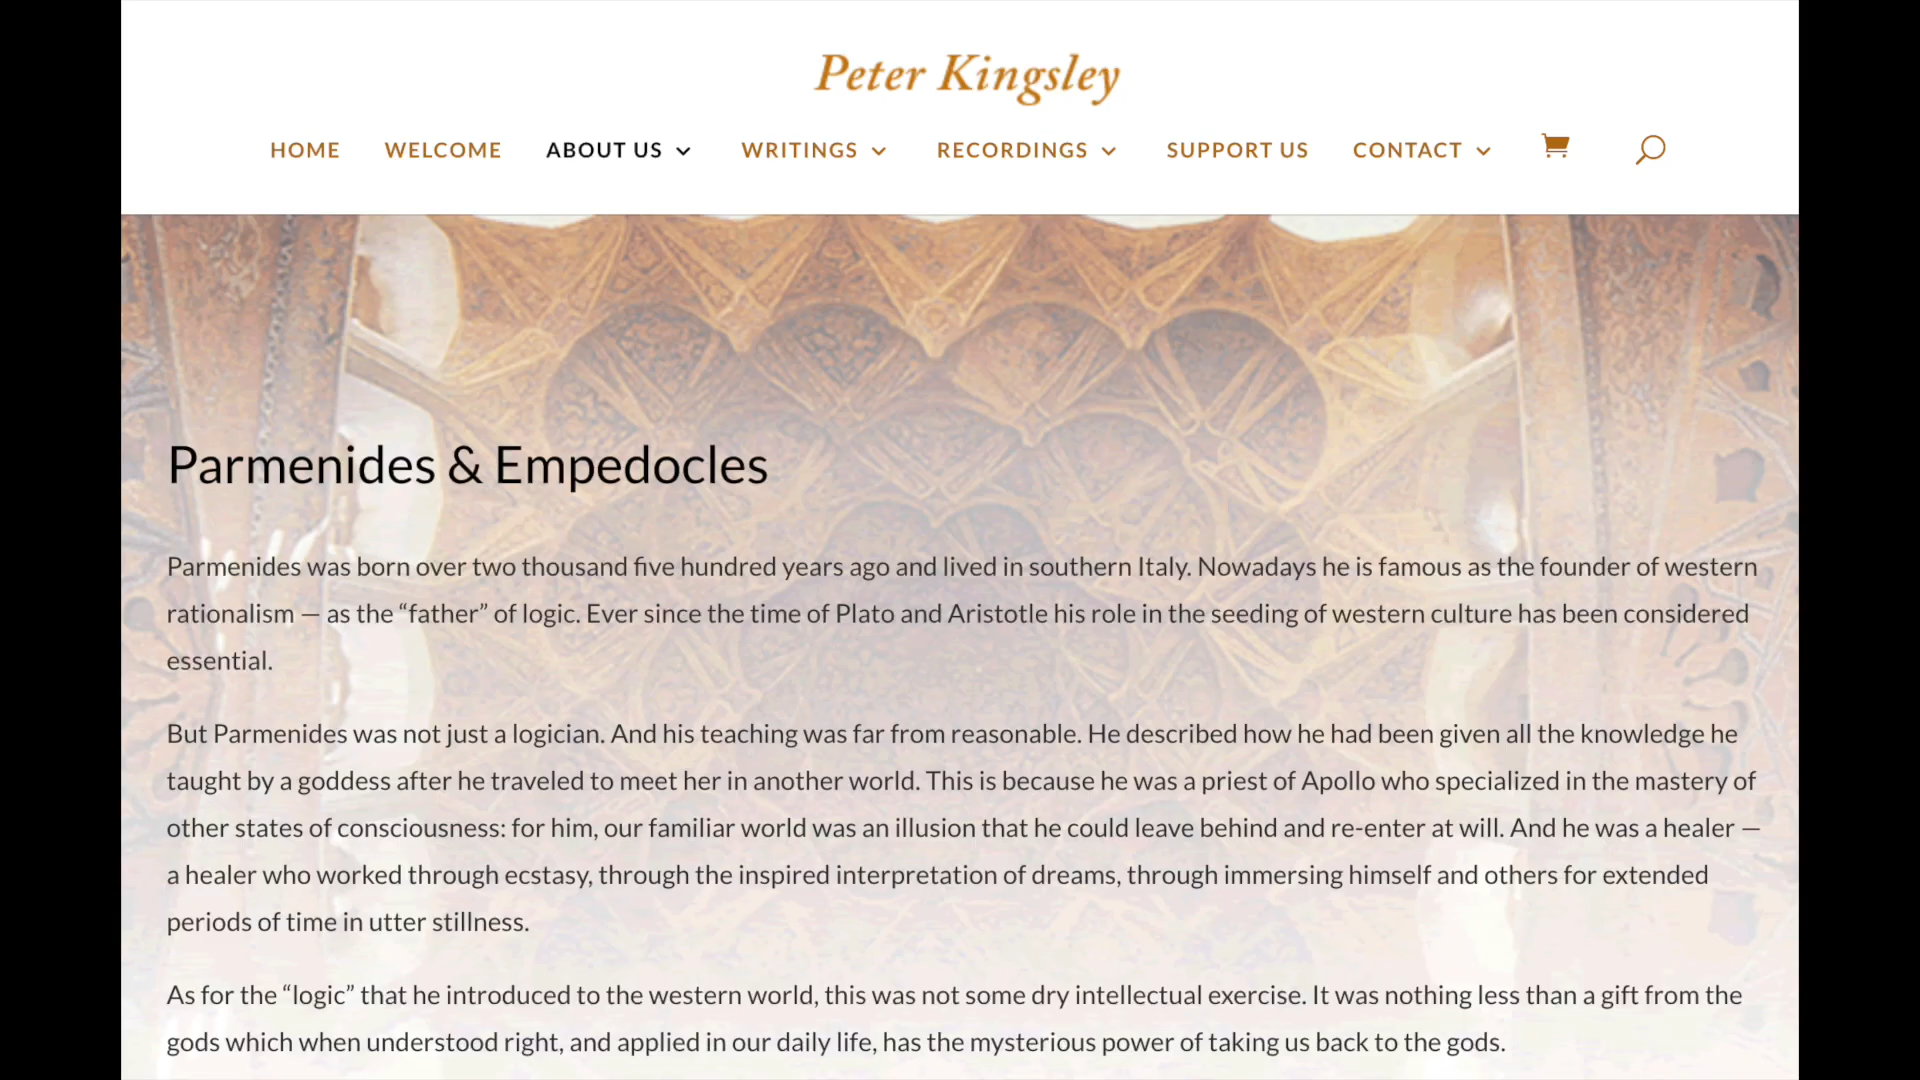 Peter Kingsley
HOME WELCOME ABOUT US WRITINGS RECORDINGS SUPPORT US CONTACT
Parmenides & Empedocles
Parmenides was born over two thousand five hundred years ago and lived in southern Italy. Nowadays he is famous as the founder of western
rationalism — as the “father” of logic. Ever since the time of Plato and Aristotle his role in the seeding of western culture has been considered
essential.
But Parmenides was not just a logician. And his teaching was far from reasonable. He described how he had been given all the knowledge he
taught by a goddess after he traveled to meet her in another world. This is because he was a priest of Apollo who specialized in the mastery of
other states of consciousness: for him, our familiar world was an illusion that he could leave behind and re-enter at will. And he was a healer —
a healer who worked through ecstasy, through the inspired interpretation of dreams, through immersing himself and others for extended
periods of time in utter stillness.
As for the “logic” that he introduced to the western world, this was not some dry intellectual exercise. It was nothing less than a gift from the
gods which when understood right, and applied in our daily life, has the mysterious power of taking us back to the gods.